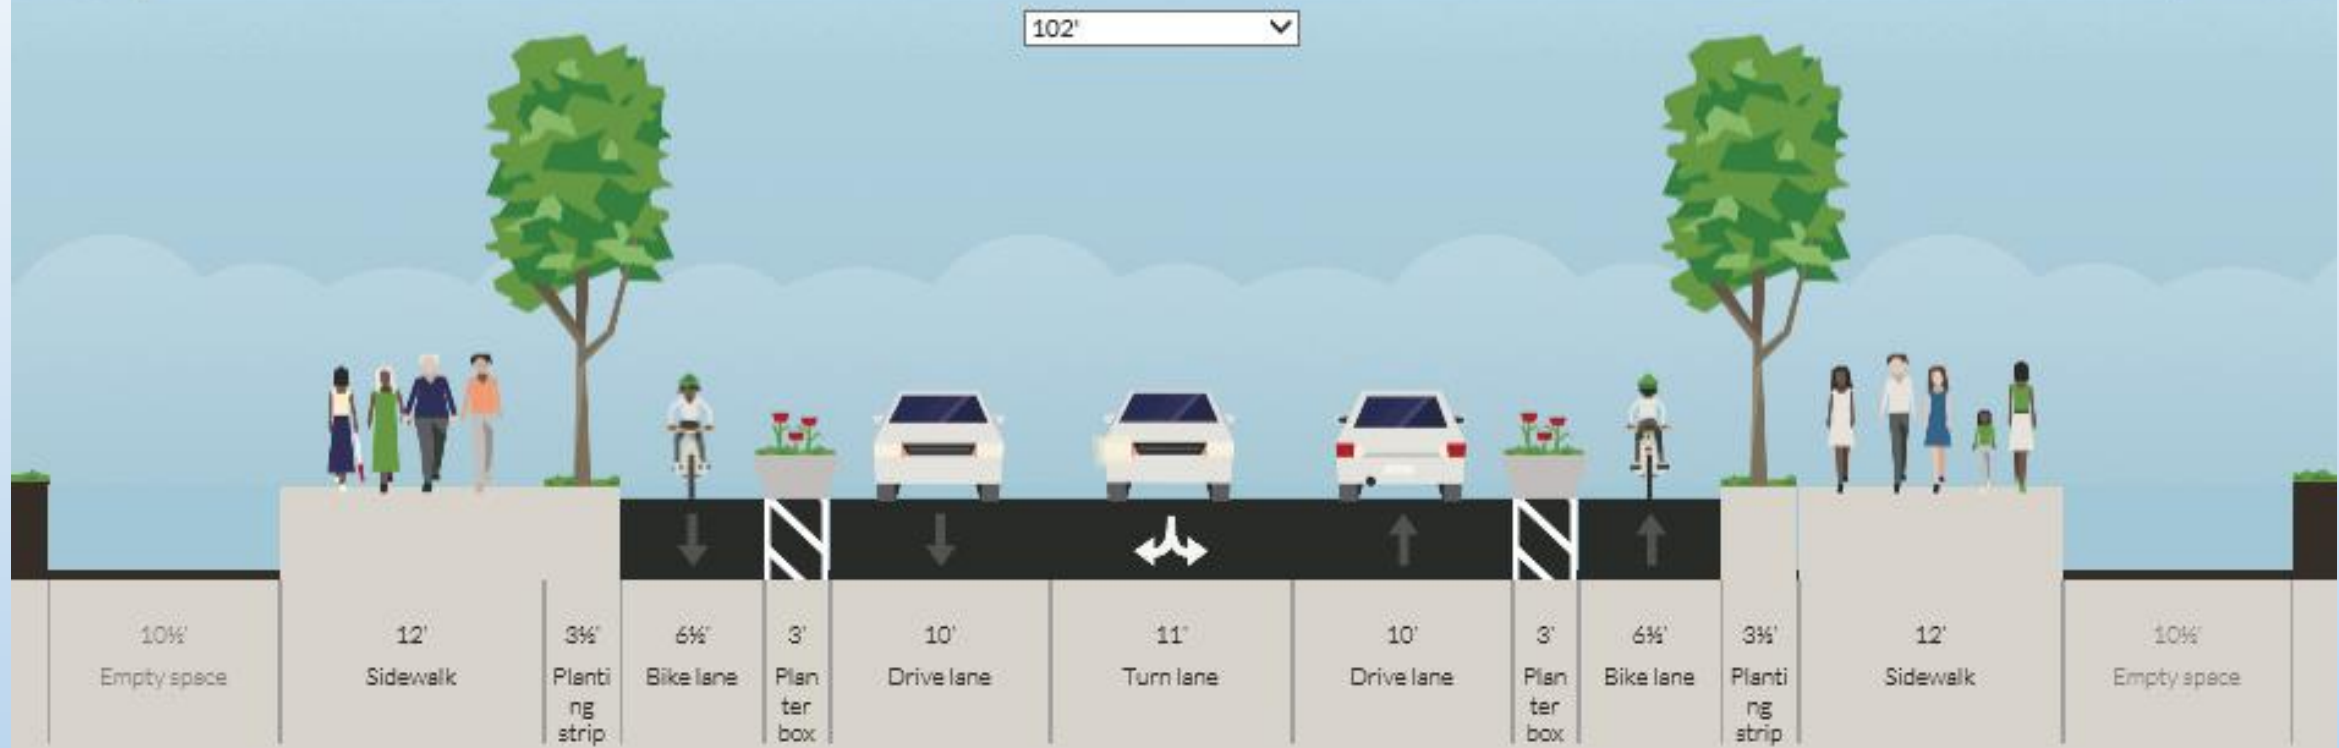 102'
10½' 12' 3½' 6½' 3' 10' 11' 10' 3' 6½' 3½' 12' 10½'
Empty space Sidewalk Planti Bike lane Plan Drive lane Turn lane Drive lane Plan Bike lane Planti Sidewalk Empty space
ng ter ter ng
strip box box strip